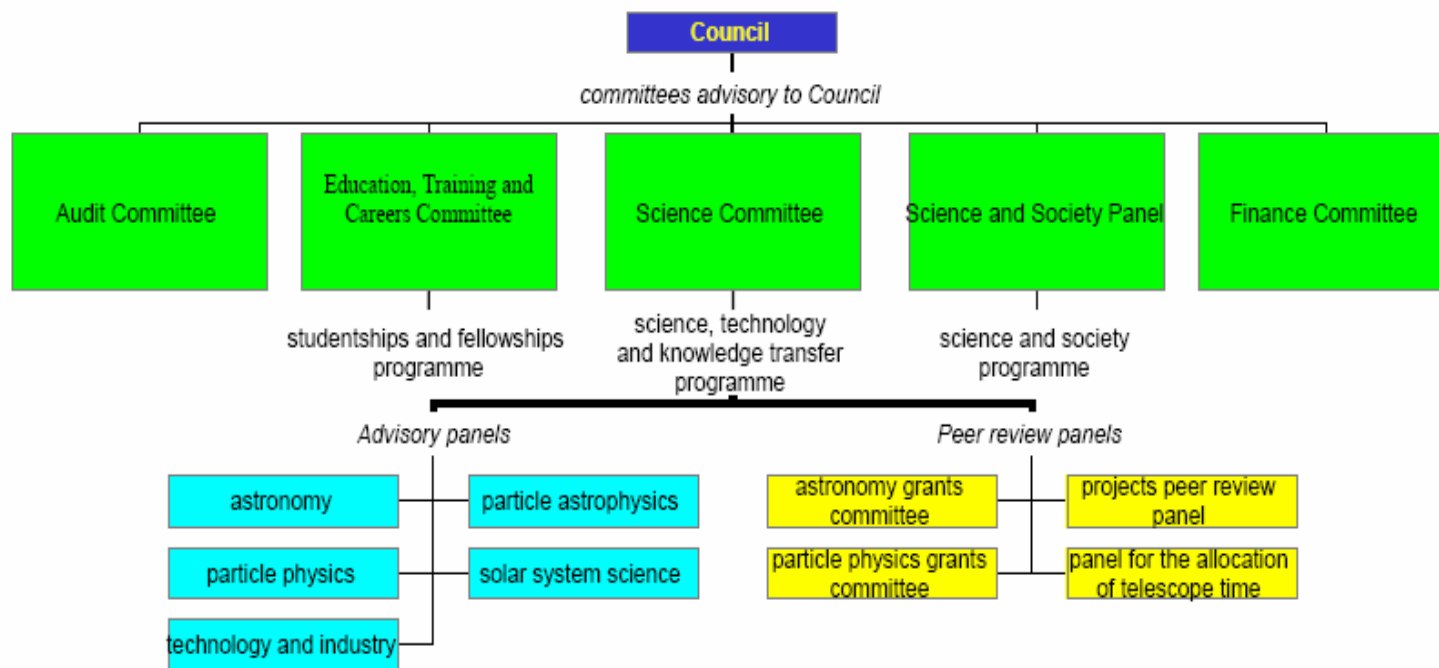 Council
committees advisory to Council
Audit Committee
Education, Training and
Careers Committee
Science Committee
Science and Society Panel
Finance Committee
studentships and fellowships
programme
science, technology
and knowledge transfer
programme
science and society
programme
Advisory panels
Peer review panels
astronomy
particle astrophysics
astronomy grants
committee
projects peer review
panel
particle physics
solar system science
particle physics grants
committee
panel for the allocation
of telescope time
technology and industry